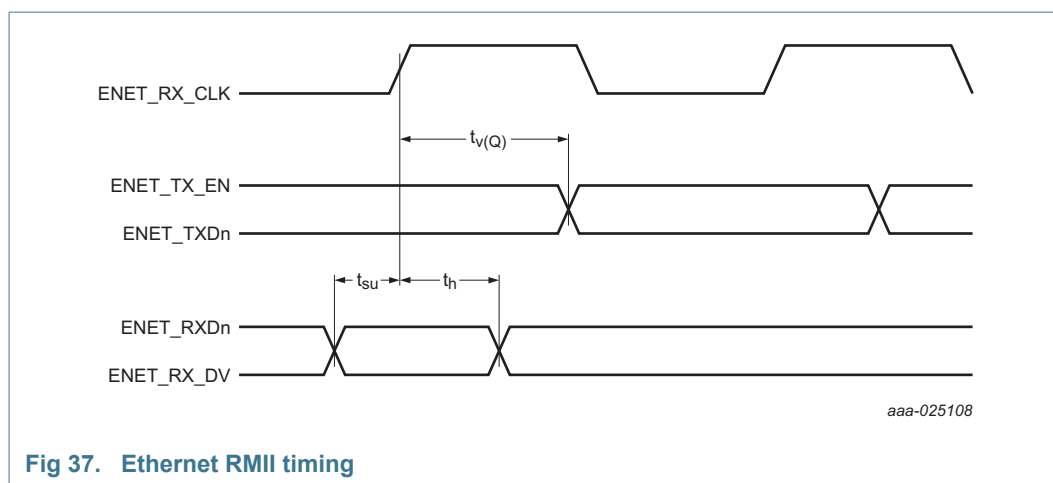 ENET_RX_CLK
tv(Q)
ENET_TX_EN
ENET_TXDn
tsu
th
ENET_RXDn
ENET_RX_DV
aaa-025108
Fig 37. Ethernet RMII timing